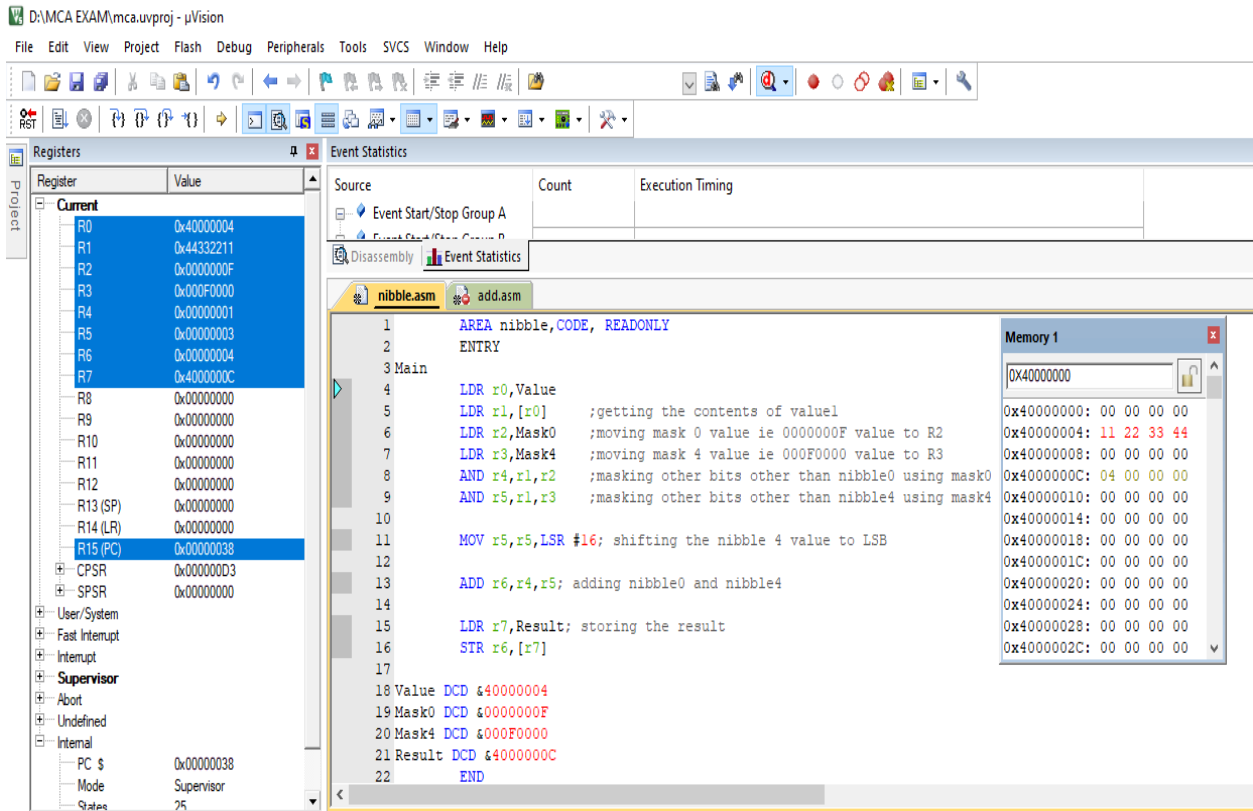 D:\MCA EXAM\mca.uvproj - µVision
File Edit View Project Flash Debug Peripherals Tools SVCS Window Help
RST
Project
Registers
Register Value
Current
R0 0x40000004
R1 0x44332211
R2 0x0000000F
R3 0x000F0000
R4 0x00000001
R5 0x00000003
R6 0x00000004
R7 0x4000000C
R8 0x00000000
R9 0x00000000
R10 0x00000000
R11 0x00000000
R12 0x00000000
R13 (SP) 0x00000000
R14 (LR) 0x00000000
R15 (PC) 0x00000038
CPSR 0x000000D3
SPSR 0x00000000
User/System
Fast Interrupt
Interrupt
Supervisor
Abort
Undefined
Internal
PC $ 0x00000038
Mode Supervisor
States 25
Event Statistics
Source Count Execution Timing
Event Start/Stop Group A
Event Start/Stop Group B
Disassembly Event Statistics
nibble.asm add.asm
1 AREA nibble,CODE, READONLY
2 ENTRY
3 Main
4 LDR r0,Value
5 LDR r1,[r0] ;getting the contents of value1
6 LDR r2,Mask0 ;moving mask 0 value ie 0000000F value to R2
7 LDR r3,Mask4 ;moving mask 4 value ie 000F0000 value to R3
8 AND r4,r1,r2 ;masking other bits other than nibble0 using mask0
9 AND r5,r1,r3 ;masking other bits other than nibble4 using mask4
10
11 MOV r5,r5,LSR #16; shifting the nibble 4 value to LSB
12
13 ADD r6,r4,r5; adding nibble0 and nibble4
14
15 LDR r7,Result; storing the result
16 STR r6,[r7]
17
18 Value DCD &40000004
19 Mask0 DCD &0000000F
20 Mask4 DCD &000F0000
21 Result DCD &4000000C
22 END
Memory 1
0X40000000
0x40000000: 00 00 00 00
0x40000004: 11 22 33 44
0x40000008: 00 00 00 00
0x4000000C: 04 00 00 00
0x40000010: 00 00 00 00
0x40000014: 00 00 00 00
0x40000018: 00 00 00 00
0x4000001C: 00 00 00 00
0x40000020: 00 00 00 00
0x40000024: 00 00 00 00
0x40000028: 00 00 00 00
0x4000002C: 00 00 00 00